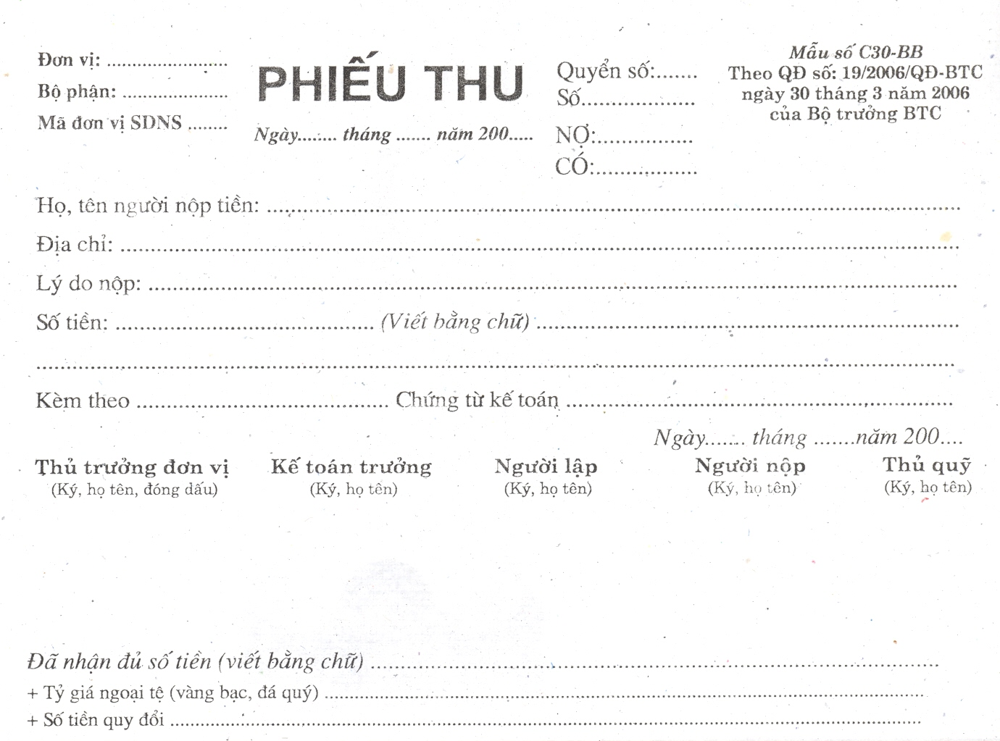 Đơn vị: ........................
Bộ phận: .....................
Mã đơn vị SDNS ........
PHIẾU THU
Ngày........ tháng ....... năm 200.....
Quyển số:.......
Số...................
NỢ:................
CÓ:.................
Mẫu số C30-BB
Theo QĐ số: 19/2006/QĐ-BTC
ngày 30 tháng 3 năm 2006
của Bộ trưởng BTC
Họ, tên người nộp tiền: ........................................................................
Địa chỉ: ........................................................................
Lý do nộp: ........................................................................
Số tiền: ........................................ (Viết bằng chữ) ........................................................
........................................................................
Kèm theo ........................................ Chứng từ kế toán ........................................................
Ngày....... tháng .......năm 200....
Thủ trưởng đơn vị Kế toán trưởng Người lập Người nộp Thủ quỹ
(Ký, họ tên, đóng dấu) (Ký, họ tên) (Ký, họ tên) (Ký, họ tên) (Ký, họ tên)
Đã nhận đủ số tiền (viết bằng chữ) ........................................................................
+ Tỷ giá ngoại tệ (vàng bạc, đá quý) ........................................................................
+ Số tiền quy đổi ........................................................................